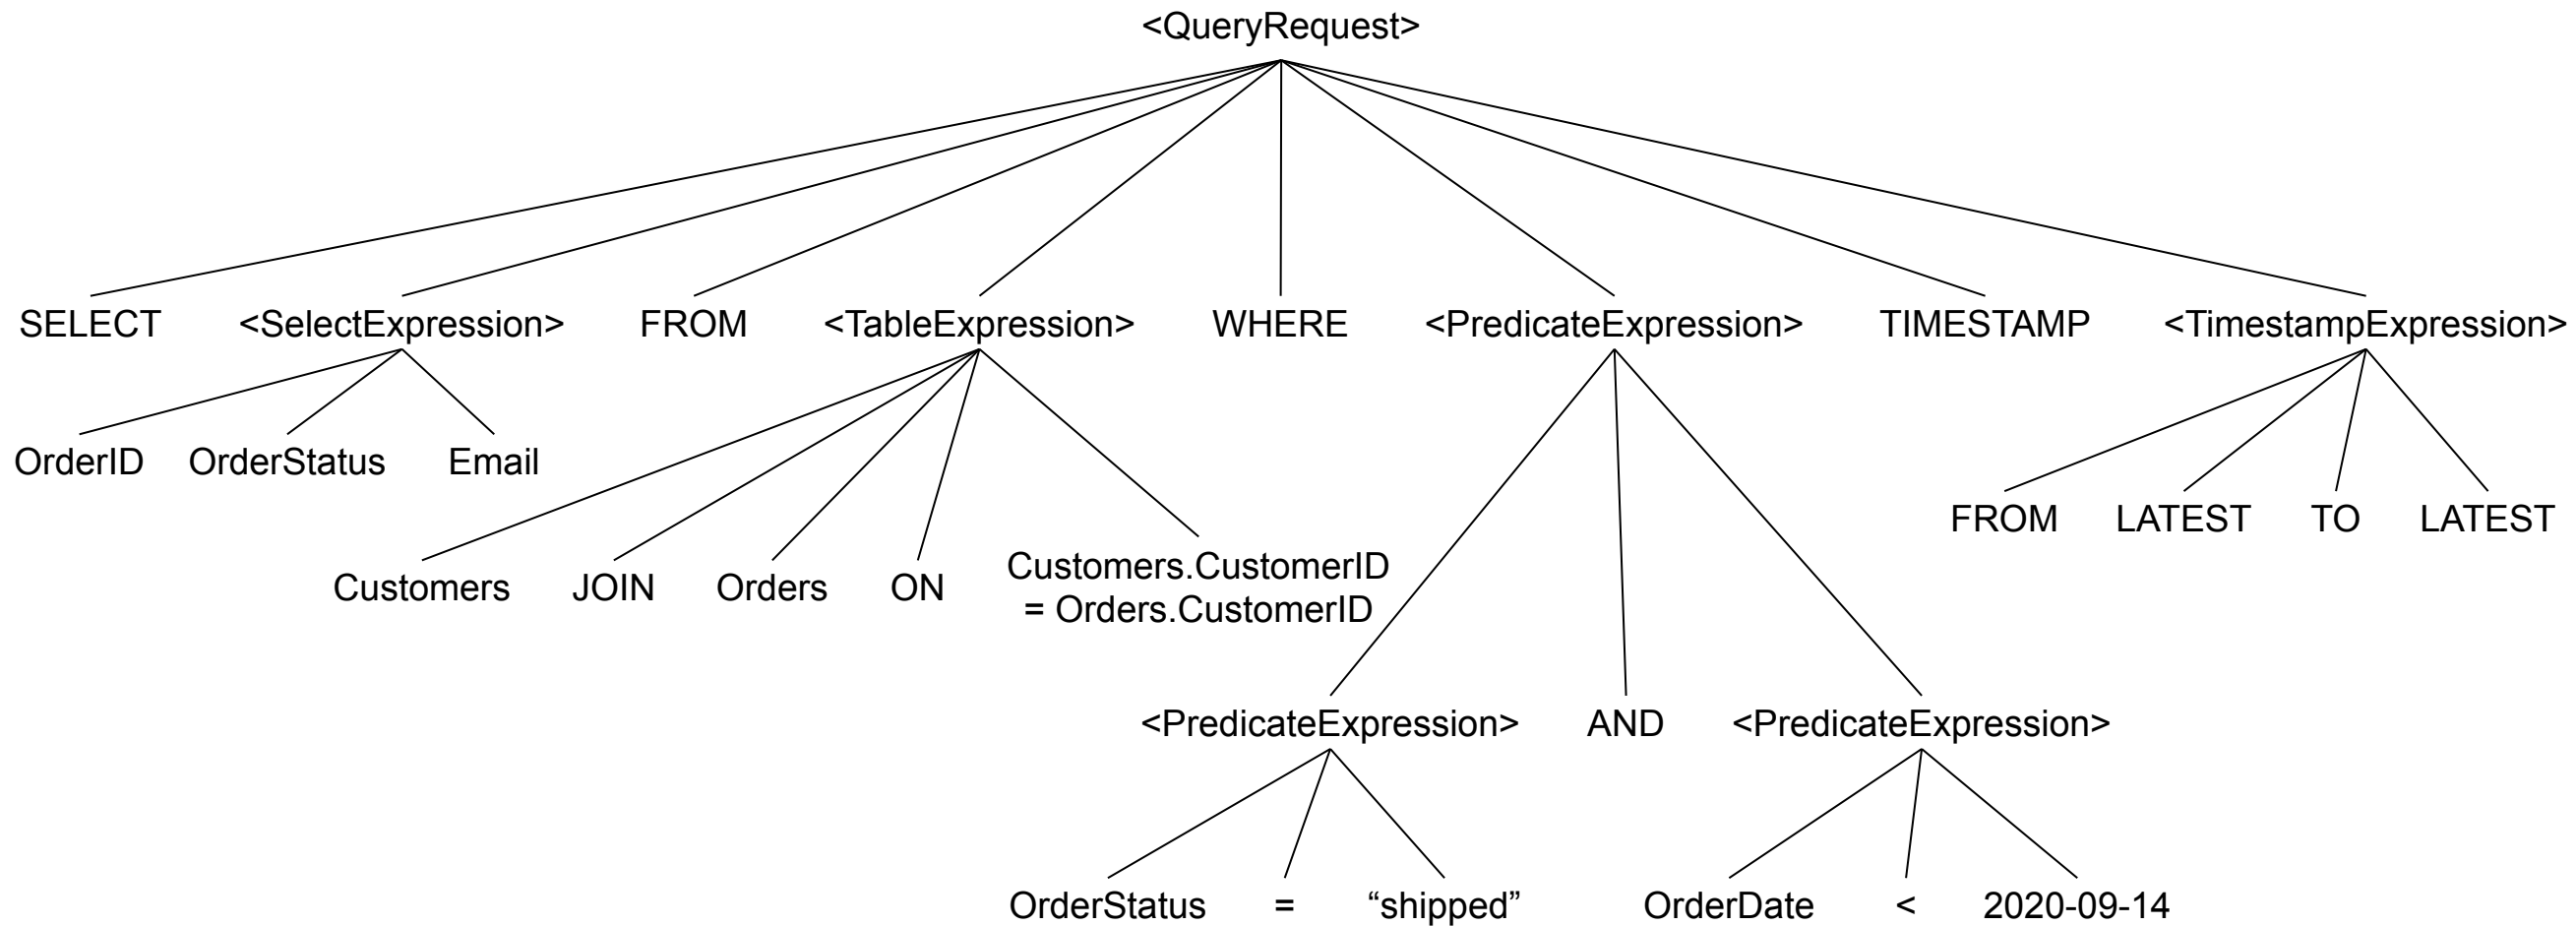 <QueryRequest>
SELECT <SelectExpression> FROM <TableExpression> WHERE <PredicateExpression> TIMESTAMP <TimestampExpression>
OrderID OrderStatus Email
FROM LATEST TO LATEST
Customers JOIN Orders ON Customers.CustomerID
= Orders.CustomerID
<PredicateExpression> AND <PredicateExpression>
OrderStatus = “shipped” OrderDate < 2020-09-14